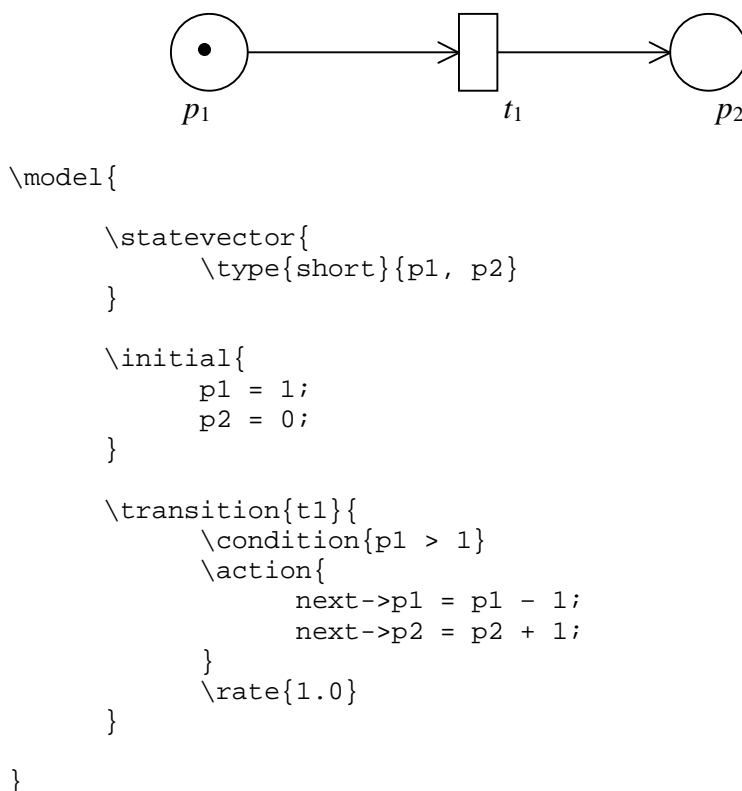 p1 t1 p2
\model{
\statevector{
\type{short}{p1, p2}
}
\initial{
p1 = 1;
p2 = 0;
}
\transition{t1}{
\condition{p1 > 1}
\action{
next->p1 = p1 – 1;
next->p2 = p2 + 1;
}
\rate{1.0}
}
}